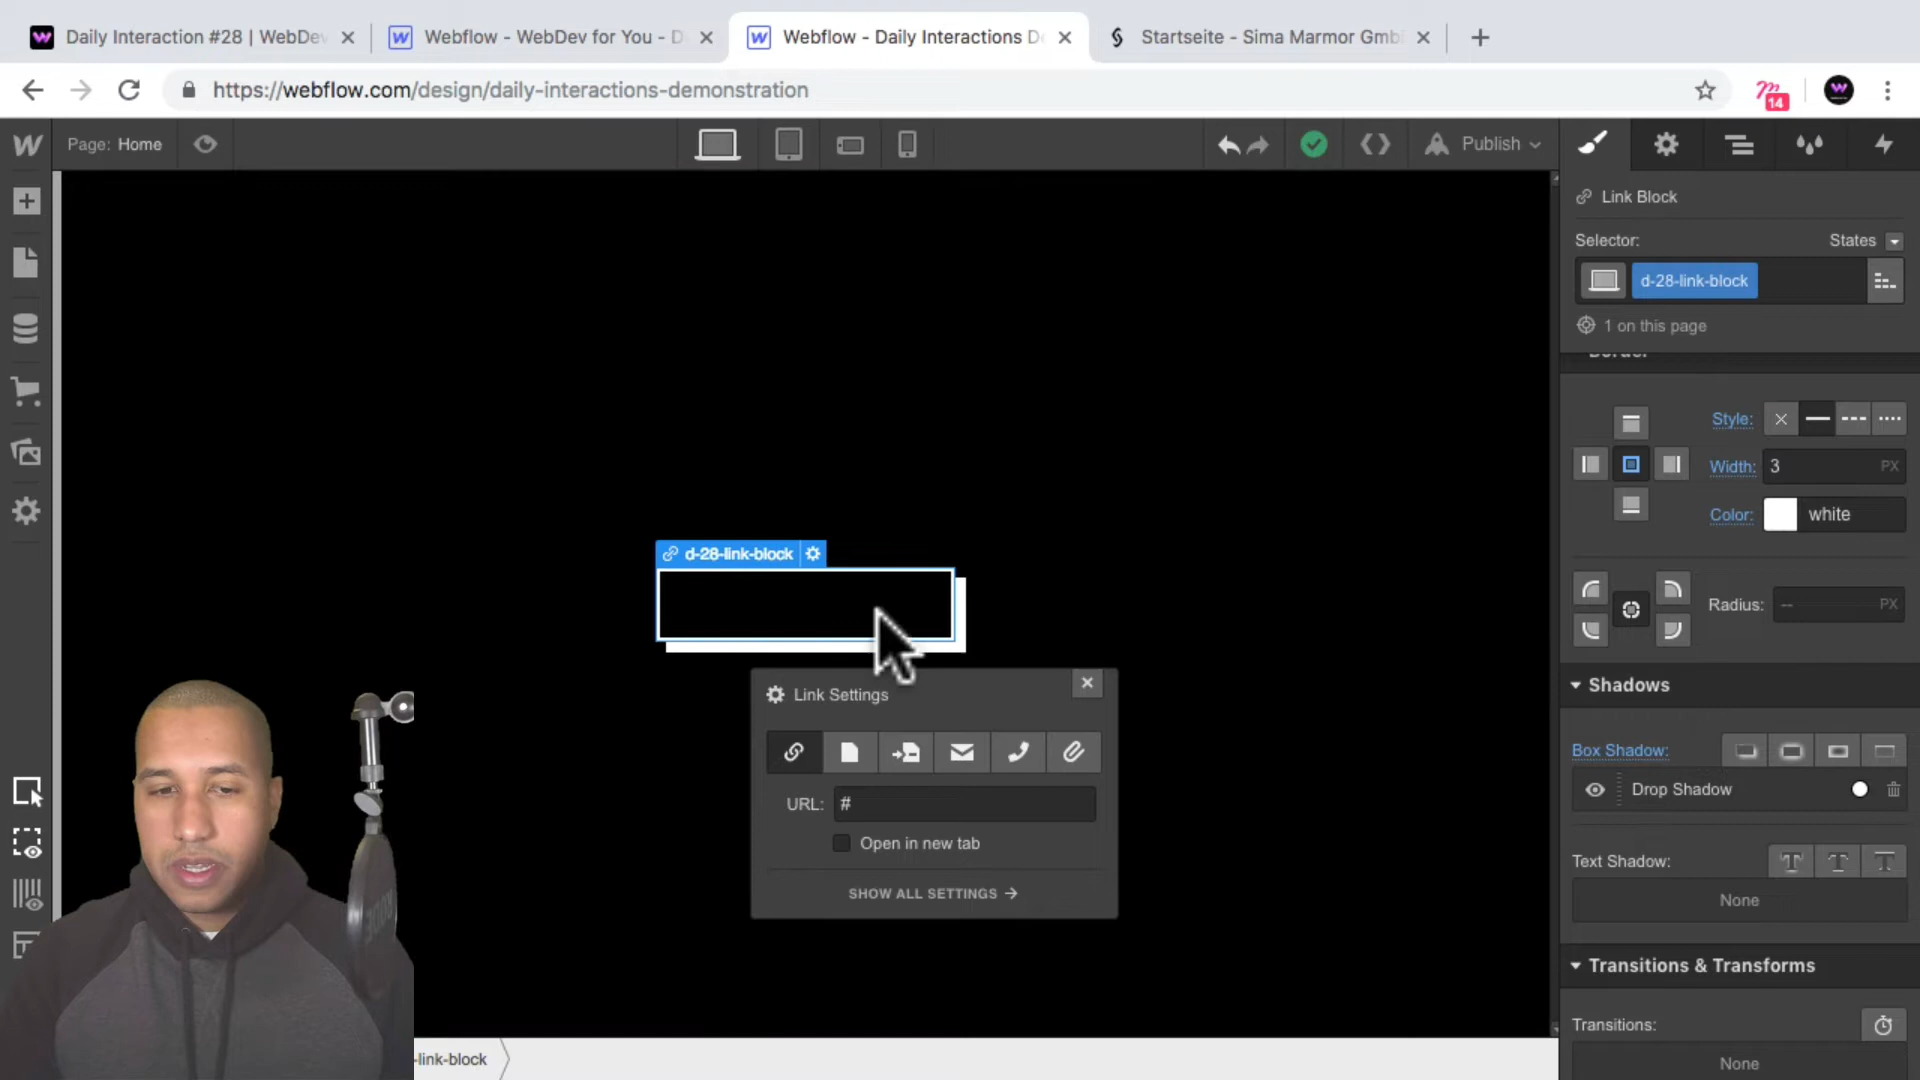 Daily Interaction #28 | WebDev
Webflow - WebDev for You - D
Webflow - Daily Interactions D
Startseite - Sima Marmor Gmb
https://webflow.com/design/daily-interactions-demonstration
14
Page: Home
Publish
Link Block
Selector:
States
d-28-link-block
1 on this page
Border
Style:
Width:
3
PX
Color:
white
Radius:
--
PX
Shadows
Box Shadow:
Drop Shadow
Text Shadow:
None
Transitions & Transforms
Transitions:
None
d-28-link-block
Link Settings
URL:
#
Open in new tab
SHOW ALL SETTINGS →
-link-block